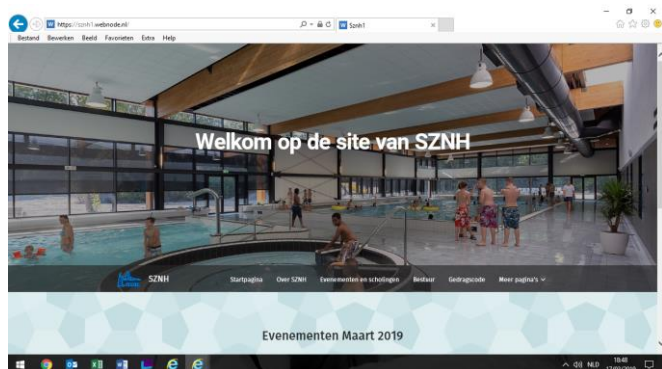 https://sznh1.webnode.nl/
Sznh1
Bestand Bewerken Beeld Favorieten Extra Help
Welkom op de site van SZNH
SZNH Startpagina Over SZNH Evenementen en scholingen Bestuur Gedragscode Meer pagina's
Evenementen Maart 2019
NLD
18:48